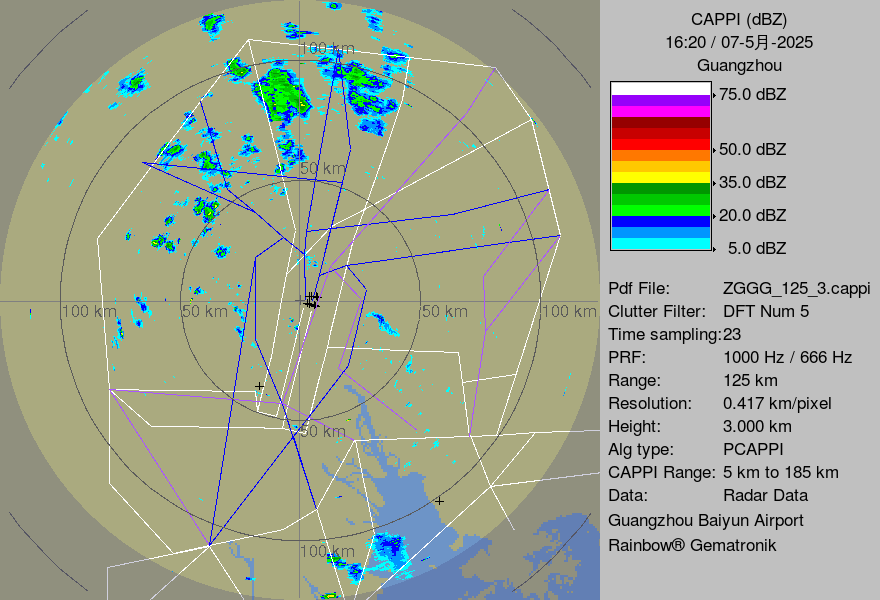 CAPPI (dBZ)
16:20 / 07-5月-2025
Guangzhou
75.0 dBZ
50.0 dBZ
35.0 dBZ
20.0 dBZ
5.0 dBZ
Pdf File: ZGGG_125_3.cappi
Clutter Filter: DFT Num 5
Time sampling:23
PRF: 1000 Hz / 666 Hz
Range: 125 km
Resolution: 0.417 km/pixel
Height: 3.000 km
Alg type: PCAPPI
CAPPI Range: 5 km to 185 km
Data: Radar Data
Guangzhou Baiyun Airport
Rainbow® Gematronik
100 km
50 km
100 km
50 km
50 km
100 km
50 km
100 km